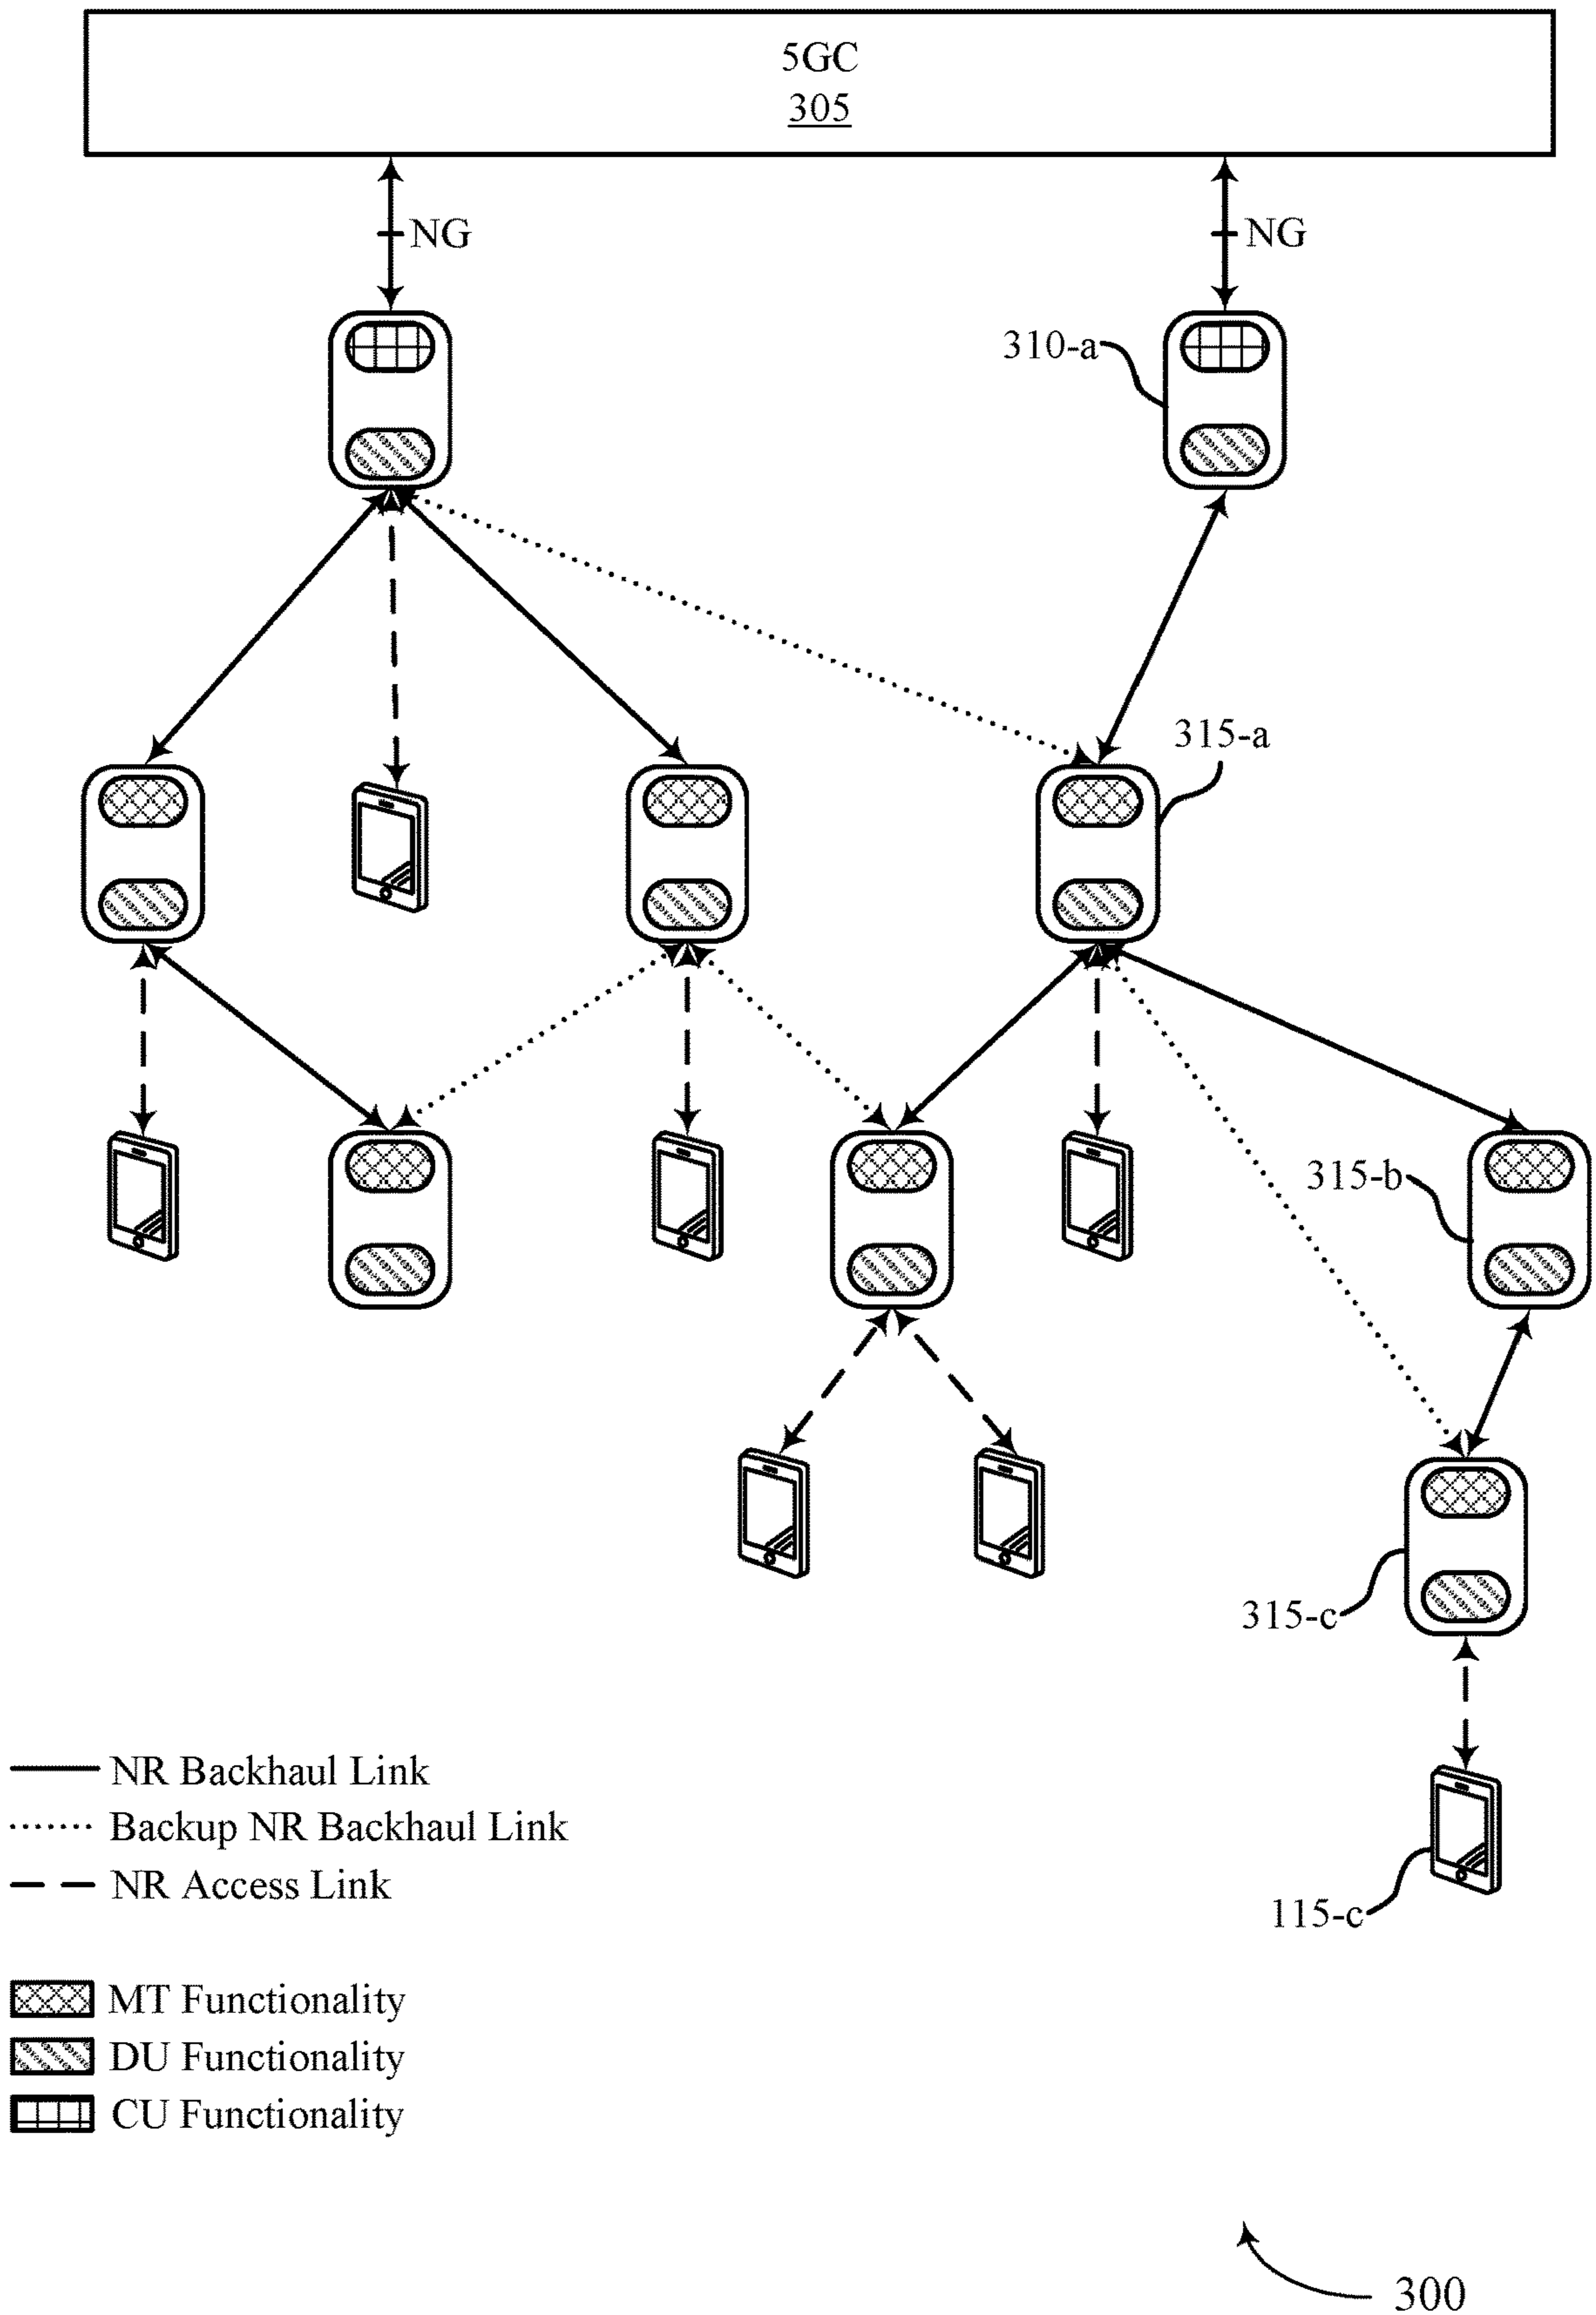 5GC
305
NG
NG
310-a
315-a
315-b
315-c
NR Backhaul Link
Backup NR Backhaul Link
NR Access Link
115-c
MT Functionality
DU Functionality
CU Functionality
300